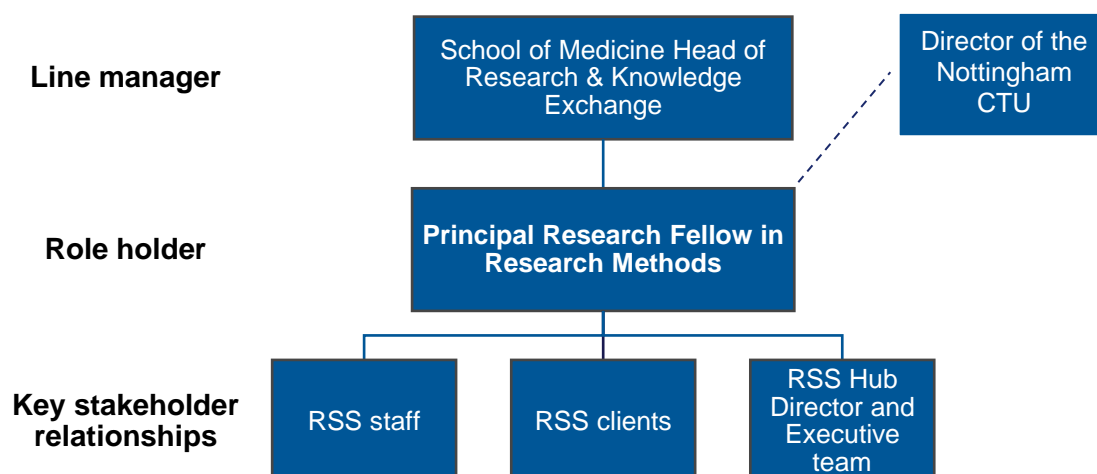 Line manager
School of Medicine Head of
Research & Knowledge
Exchange
Director of the
Nottingham
CTU
Role holder
Principal Research Fellow in
Research Methods
Key stakeholder
relationships
RSS staff
RSS clients
RSS Hub
Director and
Executive
team